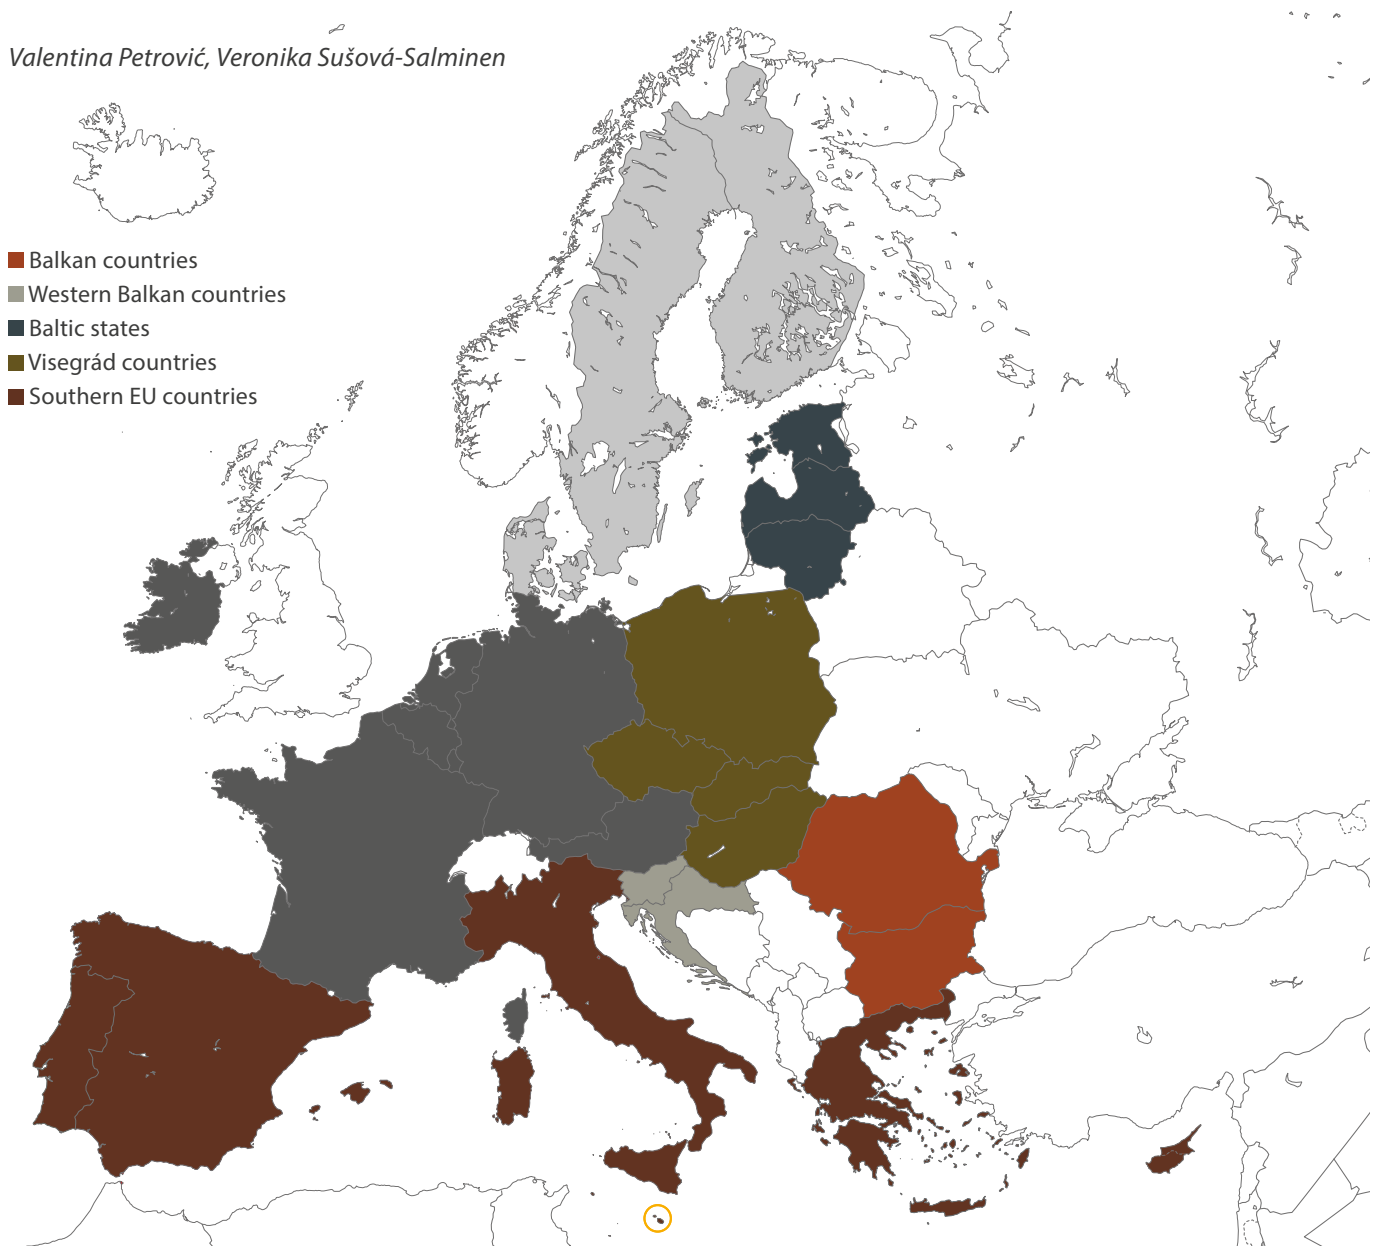 Valentina Petrović, Veronika Sušová-Salminen
Balkan countries
Western Balkan countries
Baltic states
Visegrád countries
Southern EU countries